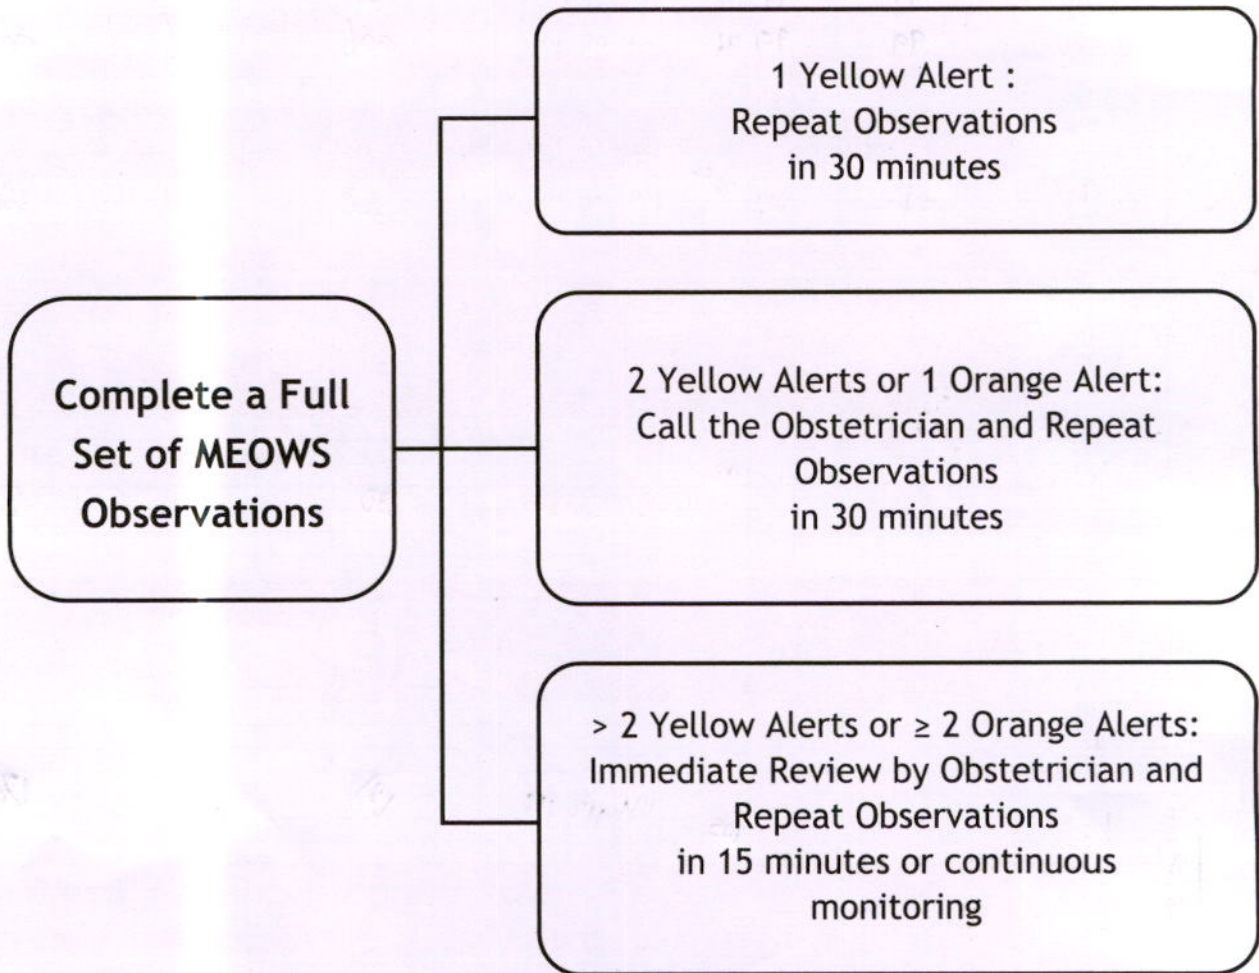 1 Yellow Alert :
Repeat Observations
in 30 minutes
Complete a Full
Set of MEOWS
Observations
2 Yellow Alerts or 1 Orange Alert:
Call the Obstetrician and Repeat
Observations
in 30 minutes
> 2 Yellow Alerts or ≥ 2 Orange Alerts:
Immediate Review by Obstetrician and
Repeat Observations
in 15 minutes or continuous
monitoring